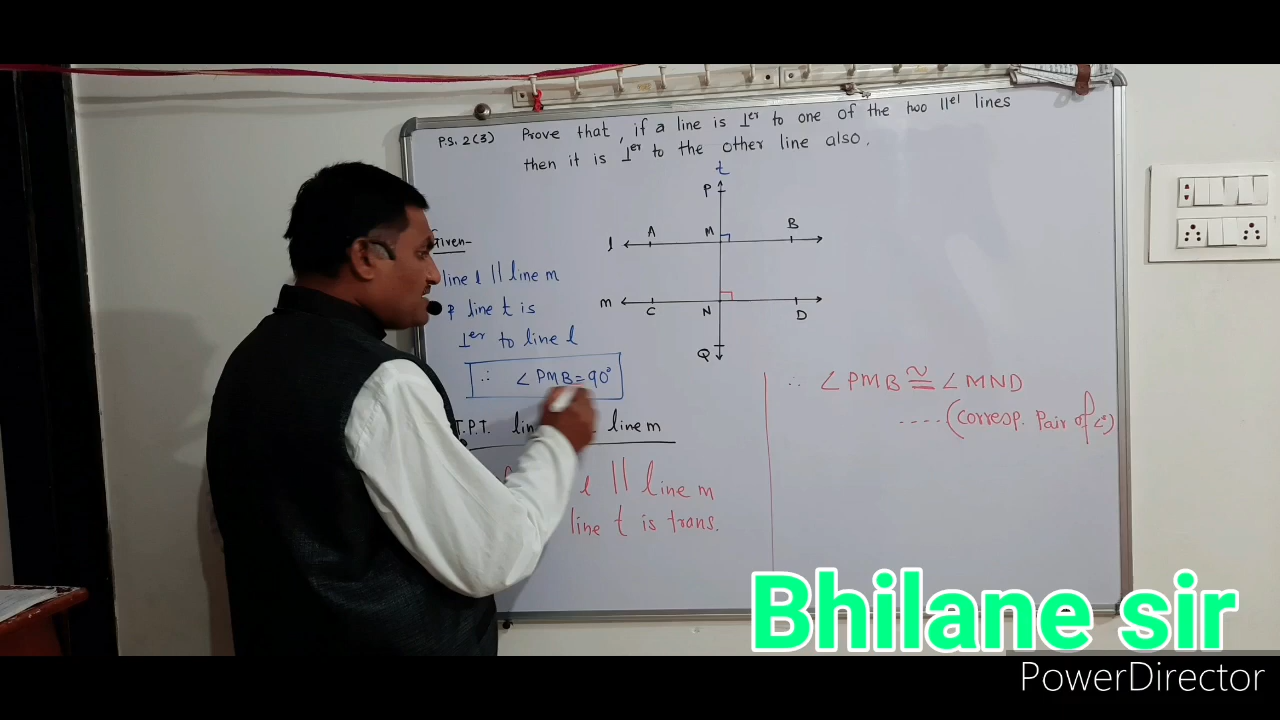 P.S. 2(3) Prove that, if a line is ⊥er to one of the two ||el lines
then it is ⊥er to the other line also.
t
P
l A M B
m C N D
Q
Given-
line l || line m
line t is
⊥er to line l
∴ ∠PMB = 90°
T.P.T. line m
l || line m
line t is trans.
∴ ∠PMB ≅ ∠MND
.... (corresp. Pair of ∠s)
Bhilane sir
PowerDirector